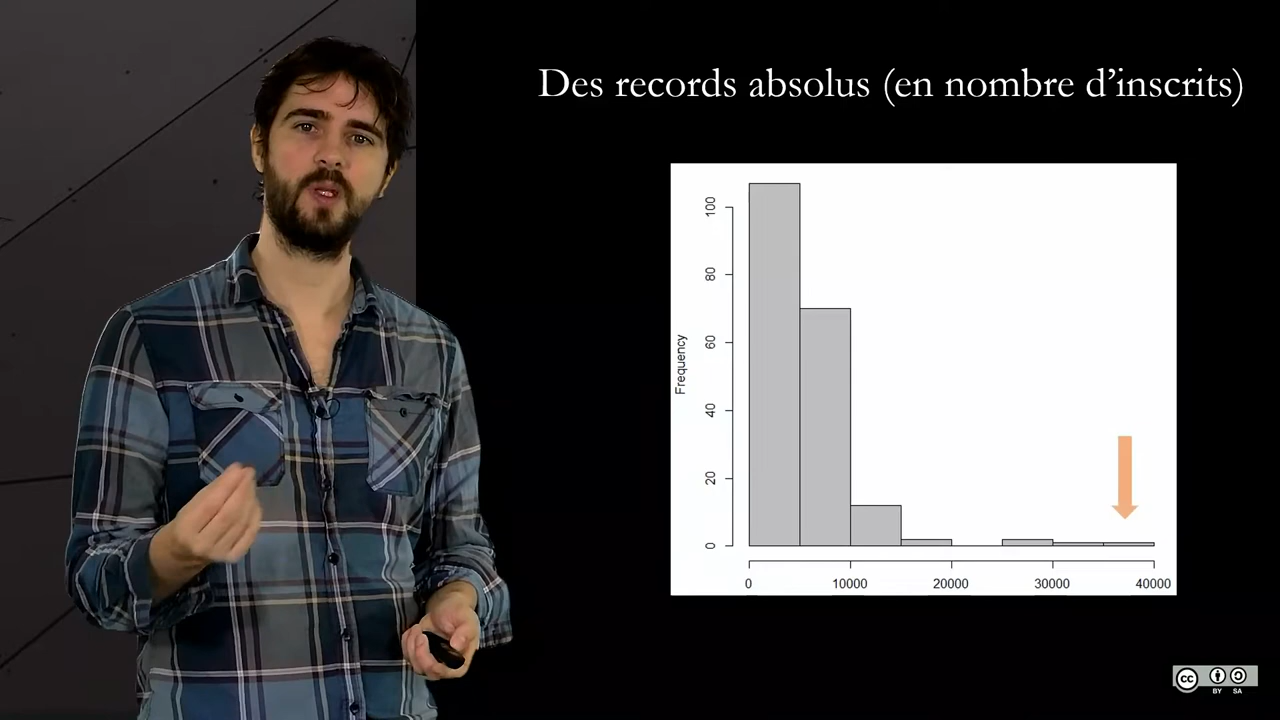 Des records absolus (en nombre d’inscrits)
Frequency
100
80
60
40
20
0
0 10000 20000 30000 40000
cc
BY SA